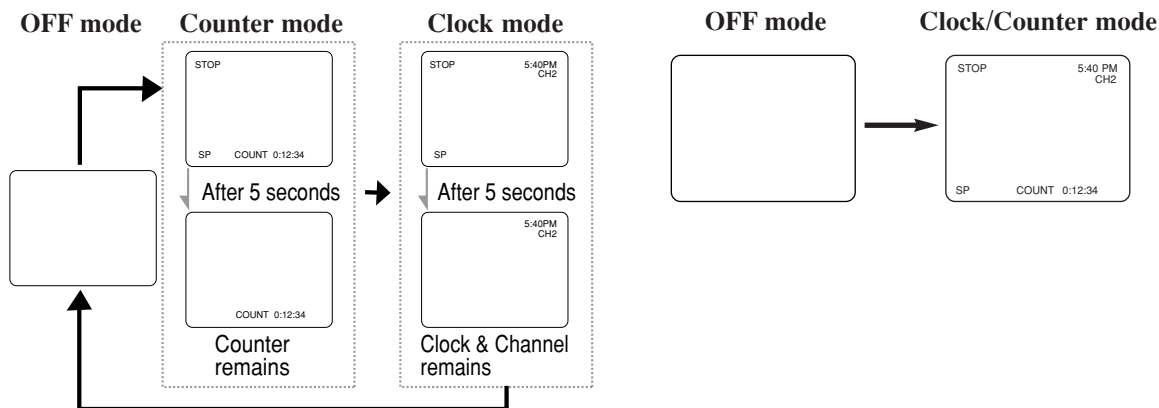 OFF mode
Counter mode
Clock mode
STOP
SP COUNT 0:12:34
After 5 seconds
COUNT 0:12:34
Counter
remains
STOP 5:40PM
CH2
SP
After 5 seconds
5:40PM
CH2
Clock & Channel
remains
OFF mode
Clock/Counter mode
STOP 5:40 PM
CH2
SP COUNT 0:12:34